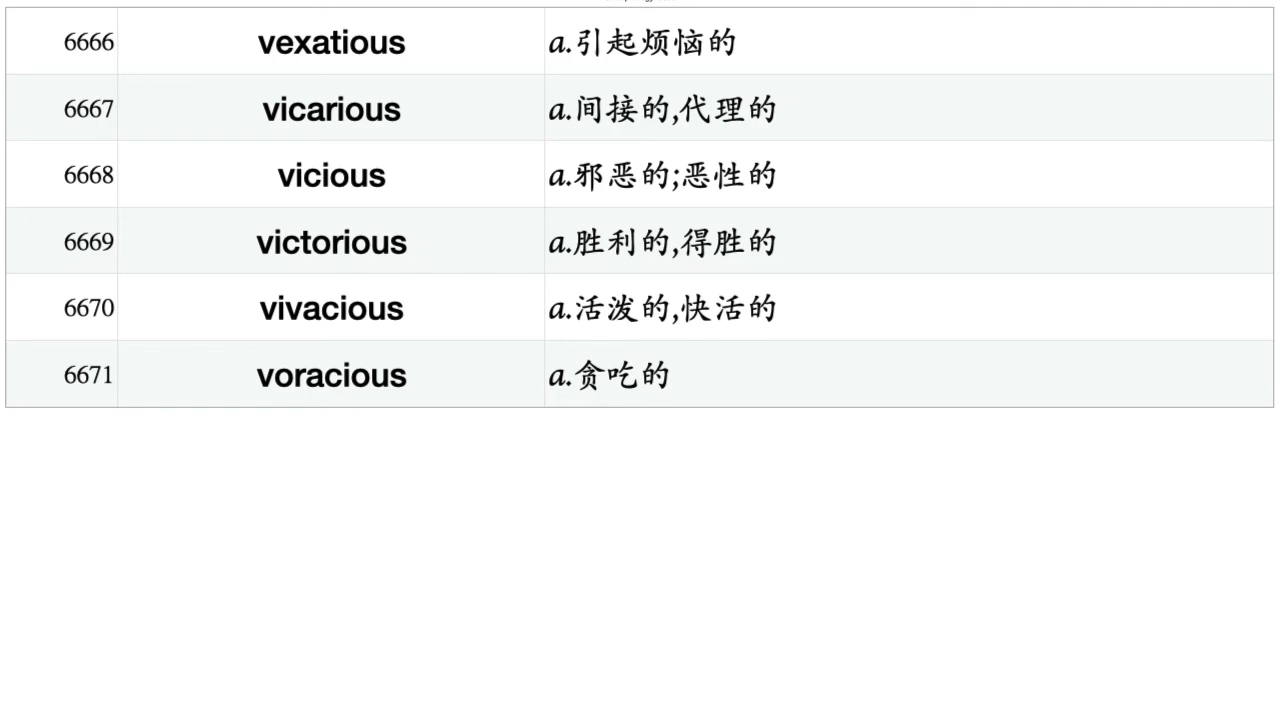 6666 vexatious a.引起烦恼的
6667 vicarious a.间接的,代理的
6668 vicious a.邪恶的;恶性的
6669 victorious a.胜利的,得胜的
6670 vivacious a.活泼的,快活的
6671 voracious a.贪吃的